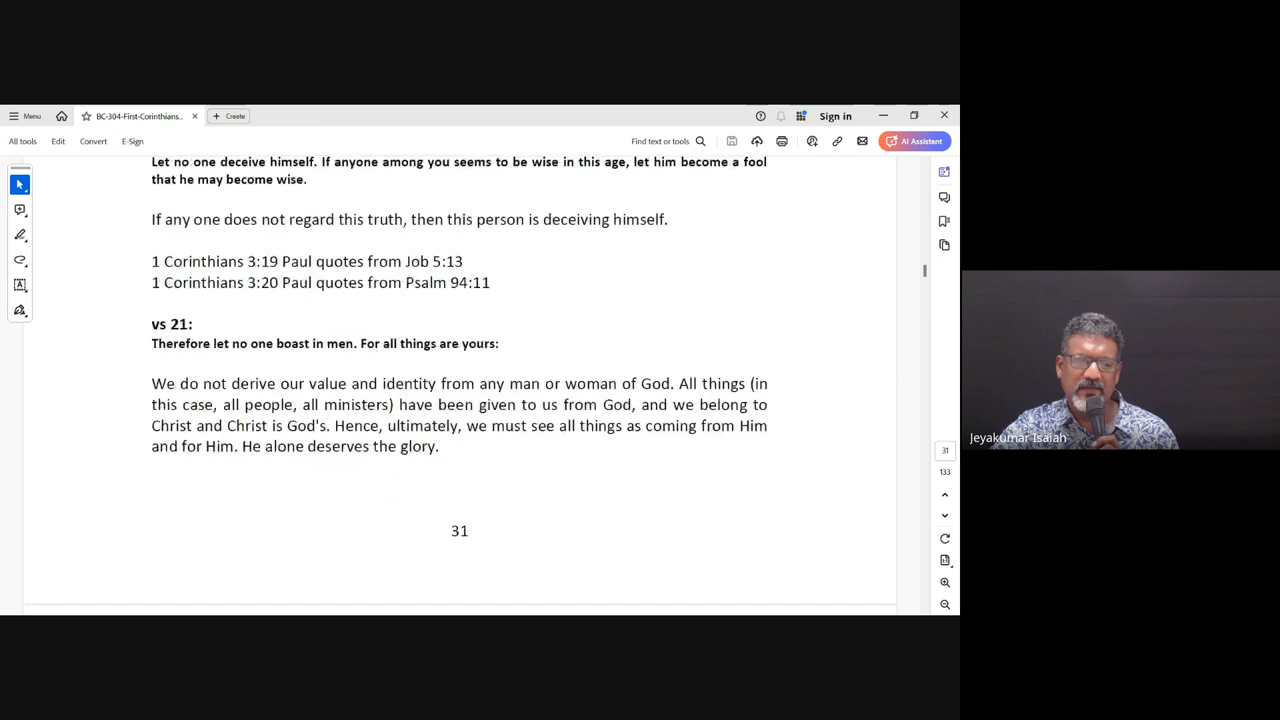 Menu
BC-304-First-Corinthians..
Create
Sign in
All tools
Edit
Convert
E-Sign
Find text or tools
AI Assistant
Let no one deceive himself. If anyone among you seems to be wise in this age, let him become a fool
that he may become wise.
If any one does not regard this truth, then this person is deceiving himself.
1 Corinthians 3:19 Paul quotes from Job 5:13
1 Corinthians 3:20 Paul quotes from Psalm 94:11
vs 21:
Therefore let no one boast in men. For all things are yours:
We do not derive our value and identity from any man or woman of God. All things (in
this case, all people, all ministers) have been given to us from God, and we belong to
Christ and Christ is God's. Hence, ultimately, we must see all things as coming from Him
and for Him. He alone deserves the glory.
31
31
133
Jeyakumar Isaiah